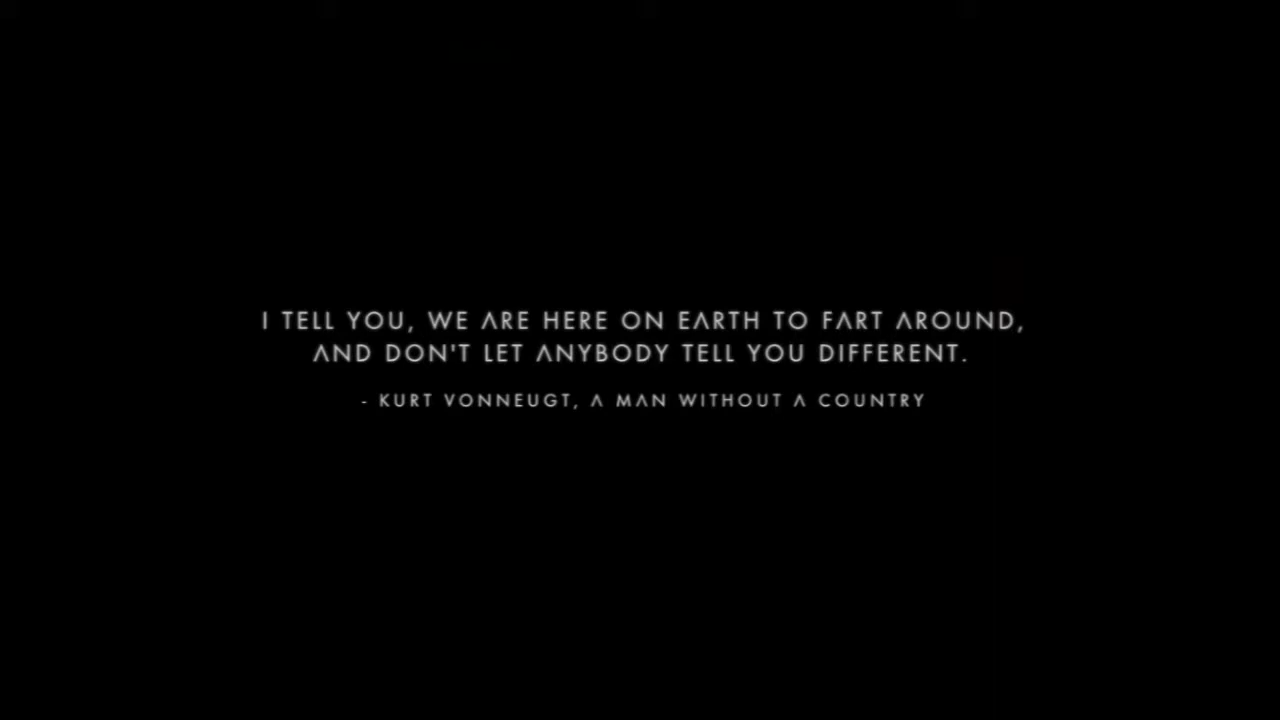 I TELL YOU, WE ARE HERE ON EARTH TO FART AROUND,
AND DON'T LET ANYBODY TELL YOU DIFFERENT.
- KURT VONNEUGT, A MAN WITHOUT A COUNTRY